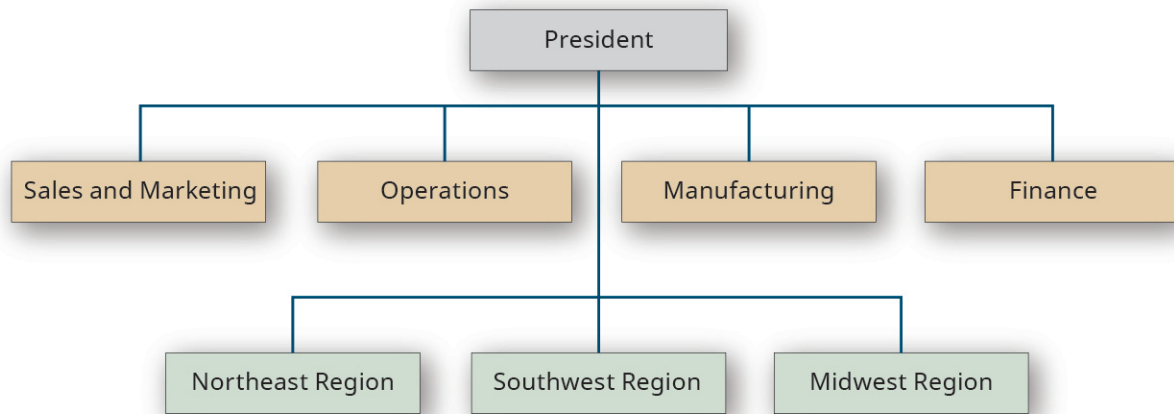 President
Sales and Marketing
Operations
Manufacturing
Finance
Northeast Region
Southwest Region
Midwest Region